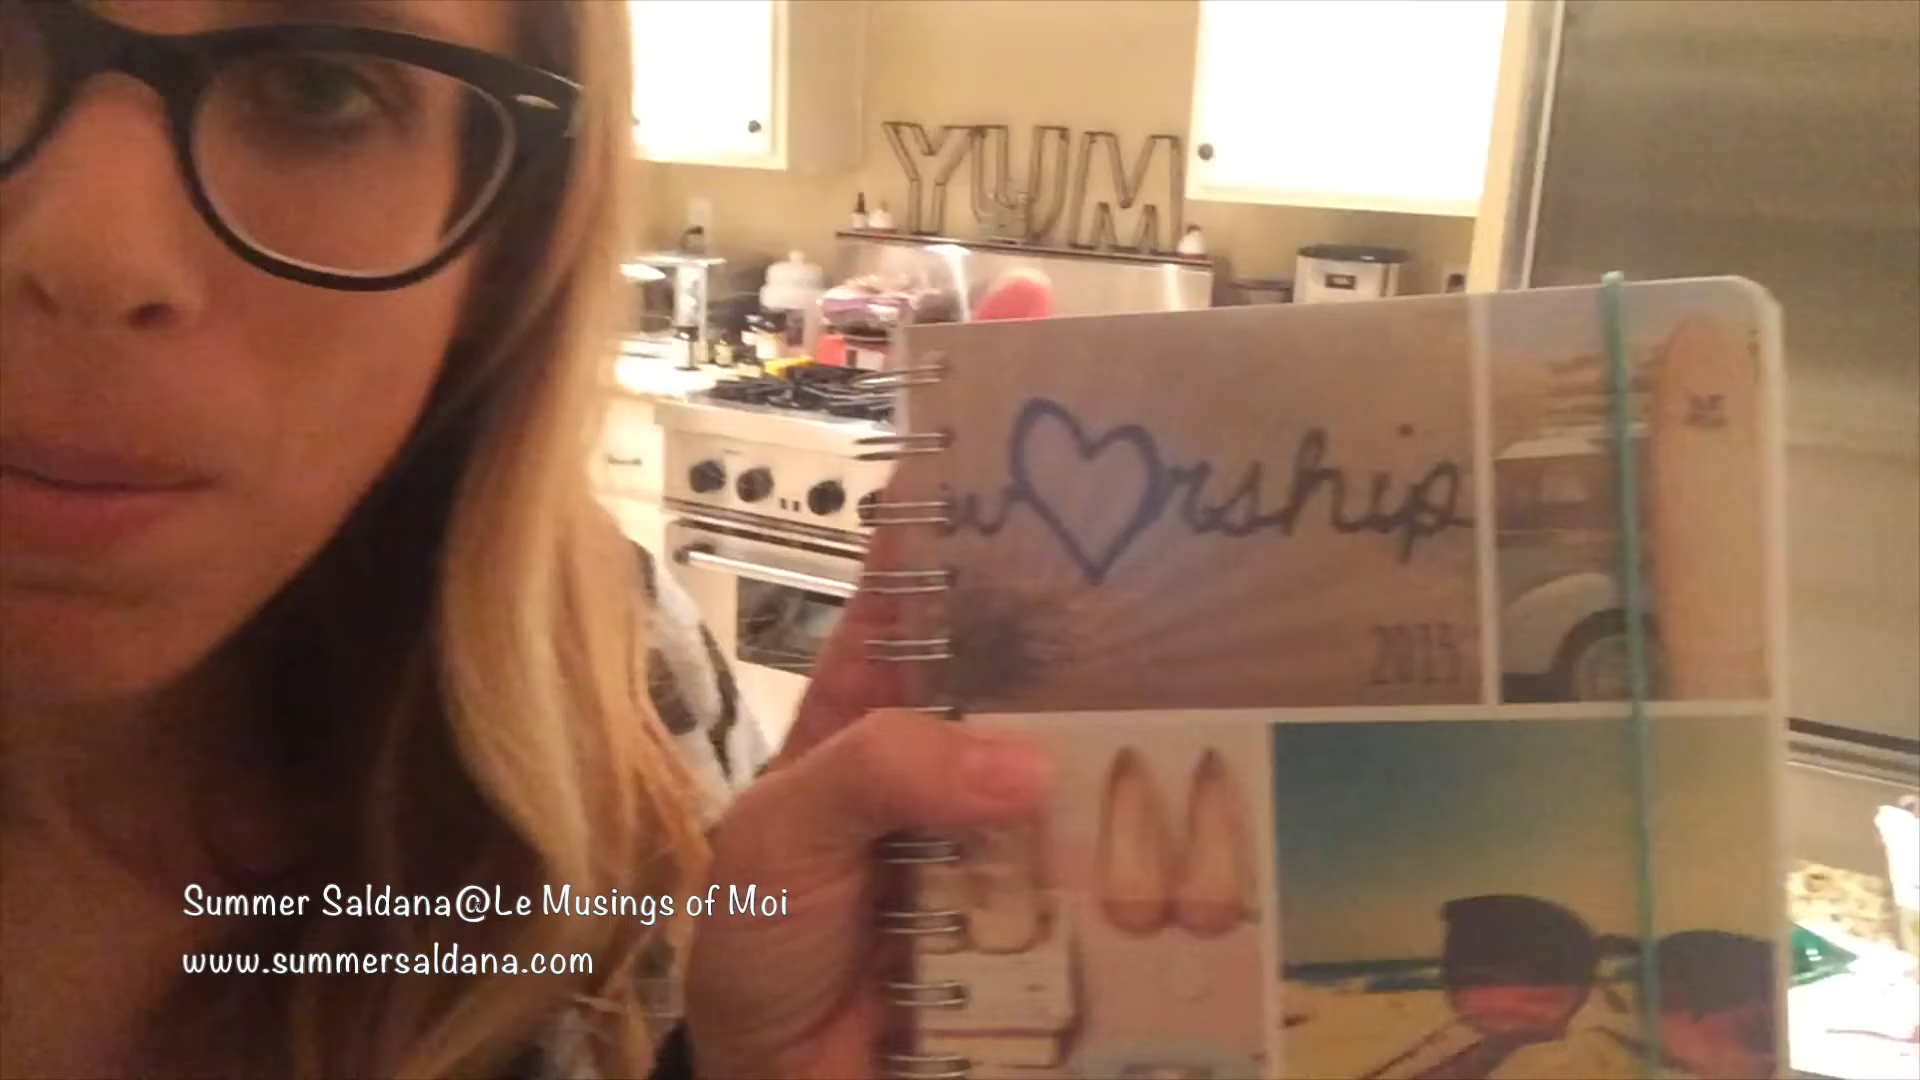 YUM
w♥rship
2015
Summer Saldana@Le Musings of Moi
www.summersaldana.com